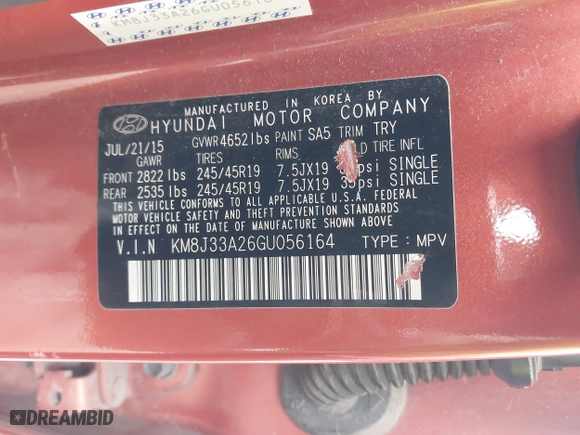 KM8J33A26GU05616
MANUFACTURED IN KOREA BY
HYUNDAI MOTOR COMPANY
JUL/21/15 GVWR 4652lbs PAINT SA5 TRIM TRY
GAWR TIRES RIMS COLD TIRE INFL
FRONT 2822 lbs 245/45R19 7.5JX19 psi SINGLE
REAR 2535 lbs 245/45R19 7.5JX19 35psi SINGLE
THIS VEHICLE CONFORMS TO ALL APPLICABLE U.S.A. FEDERAL
MOTOR VEHICLE SAFETY AND THEFT PREVENTION STANDARDS
IN EFFECT ON THE DATE OF MANUFACTURE SHOWN ABOVE.
V.I.N KM8J33A26GU056164 TYPE : MPV
DREAMBID